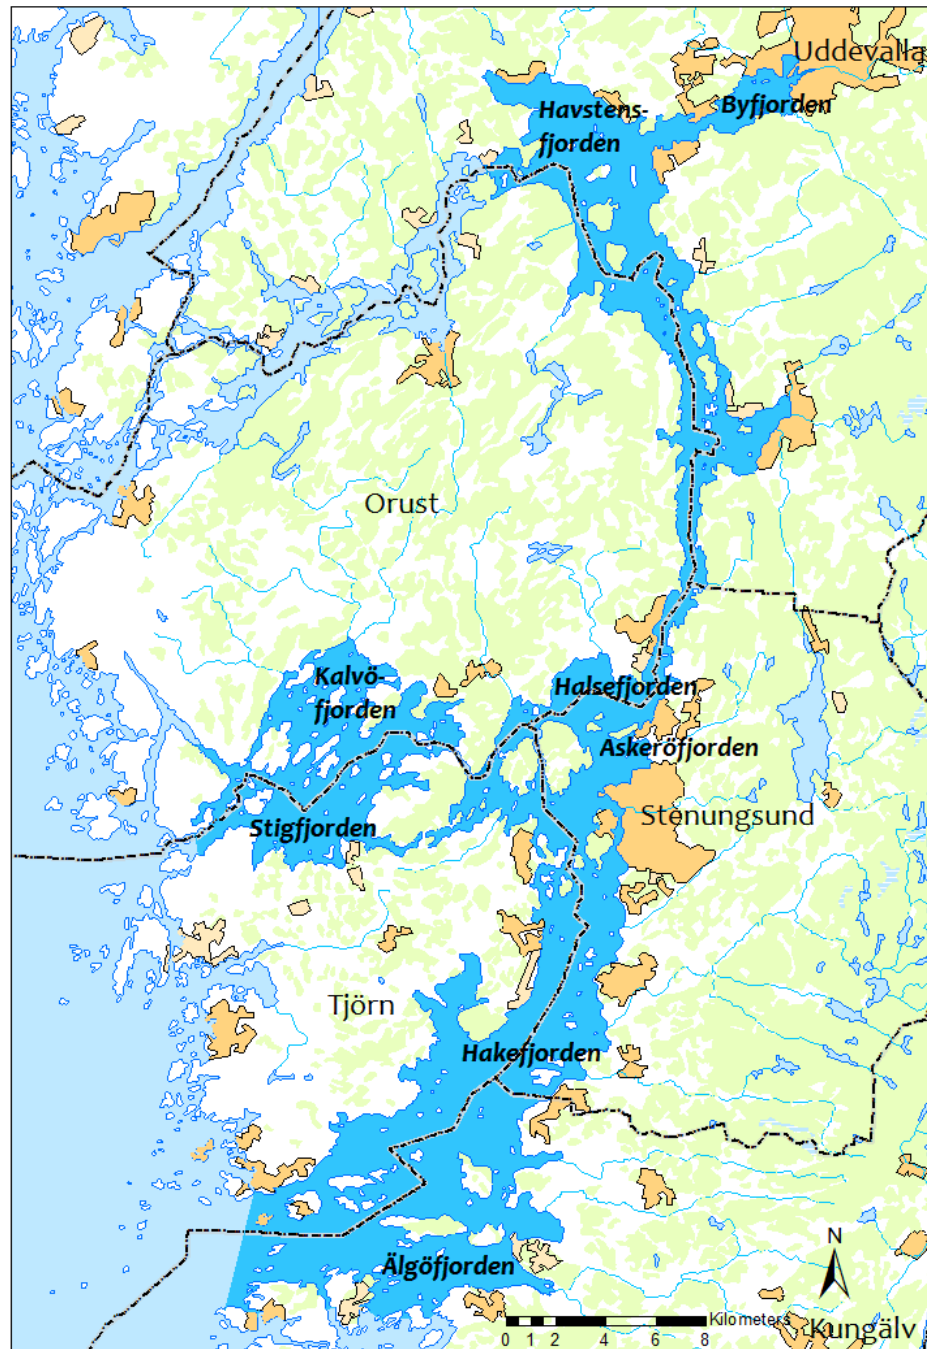 Uddevalla
Havstens-
fjorden
Byfjorden
Orust
Kalvö-
fjorden
Halsefjorden
Askeröfjorden
Stigfjorden
Stenungsund
Tjörn
Hakefjorden
N
Älgöfjorden
Kilometers
0 1 2 4 6 8
Kungälv